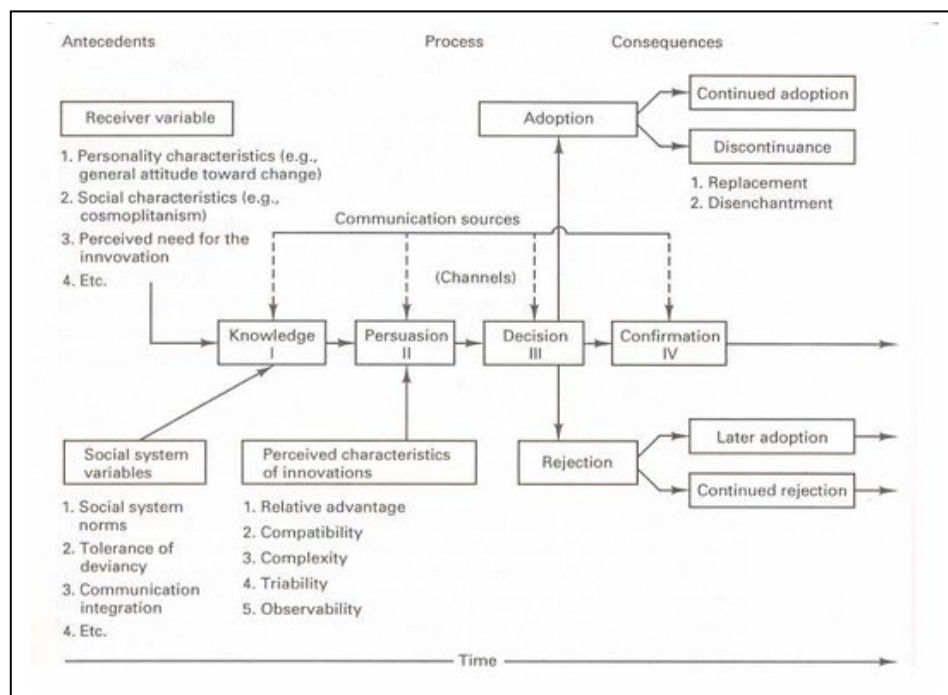 Antecedents
Process
Consequences
Receiver variable
1. Personality characteristics (e.g.,
general attitude toward change)
2. Social characteristics (e.g.,
cosmoplitanism)
3. Perceived need for the
innvovation
4. Etc.
Adoption
Continued adoption
Discontinuance
1. Replacement
2. Disenchantment
Communication sources
(Channels)
Knowledge
I
Persuasion
II
Decision
III
Confirmation
IV
Social system
variables
1. Social system
norms
2. Tolerance of
deviancy
3. Communication
integration
4. Etc.
Perceived characteristics
of innovations
1. Relative advantage
2. Compatibility
3. Complexity
4. Triability
5. Observability
Rejection
Later adoption
Continued rejection
Time